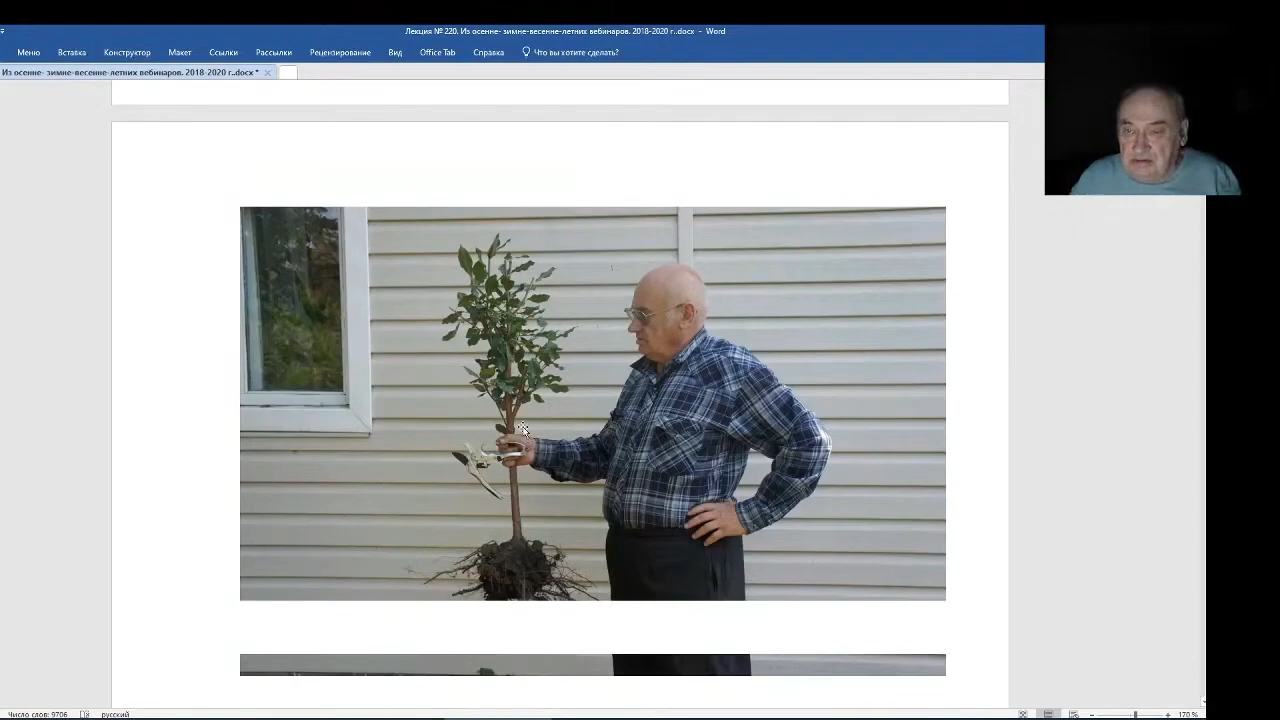 Лекция № 220. Из осенне- зимне-весенне-летних вебинаров. 2018-2020 г..docx - Word
Меню Вставка Конструктор Макет Ссылки Рассылки Рецензирование Вид Office Tab Справка Что вы хотите сделать?
Из осенне- зимне-весенне-летних вебинаров. 2018-2020 г..docx *
Число слов: 9706 русский 170 %